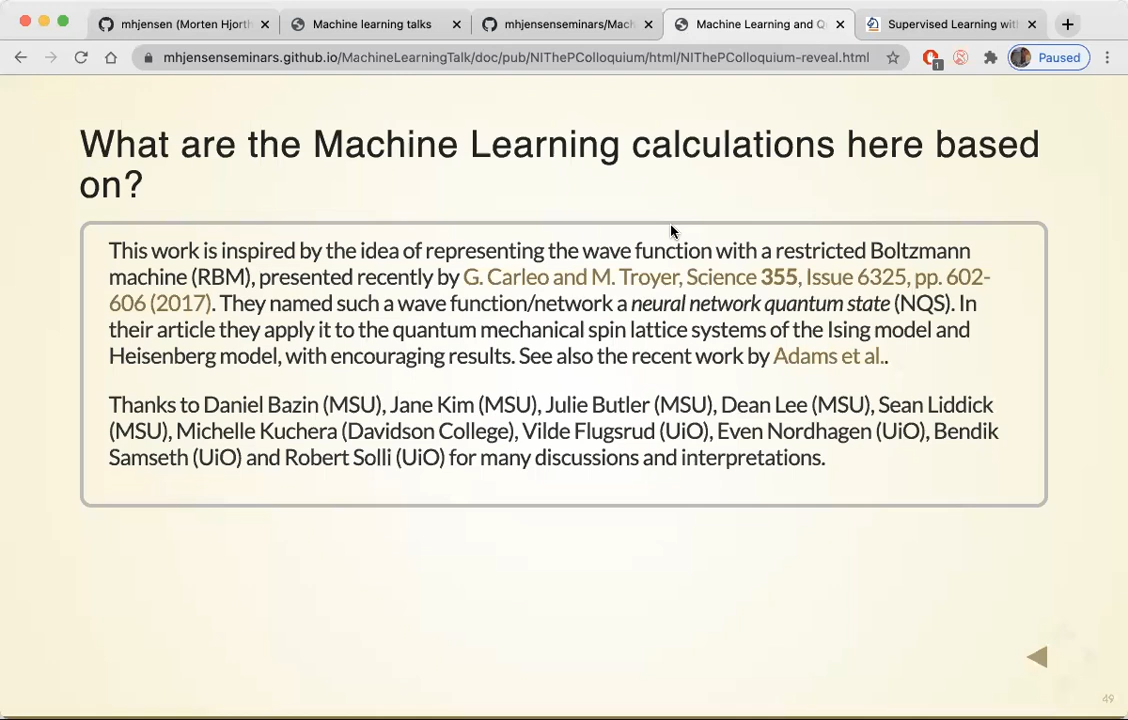 mhjensen (Morten Hjorth
Machine learning talks
mhjensenseminars/Mach
Machine Learning and Q
Supervised Learning wit
mhjensenseminars.github.io/MachineLearningTalk/doc/pub/NIThePColloquium/html/NIThePColloquium-reveal.html
1
Paused
What are the Machine Learning calculations here based
on?
This work is inspired by the idea of representing the wave function with a restricted Boltzmann
machine (RBM), presented recently by G. Carleo and M. Troyer, Science 355, Issue 6325, pp. 602-
606 (2017). They named such a wave function/network a neural network quantum state (NQS). In
their article they apply it to the quantum mechanical spin lattice systems of the Ising model and
Heisenberg model, with encouraging results. See also the recent work by Adams et al..
Thanks to Daniel Bazin (MSU), Jane Kim (MSU), Julie Butler (MSU), Dean Lee (MSU), Sean Liddick
(MSU), Michelle Kuchera (Davidson College), Vilde Flugsrud (UiO), Even Nordhagen (UiO), Bendik
Samseth (UiO) and Robert Solli (UiO) for many discussions and interpretations.
49